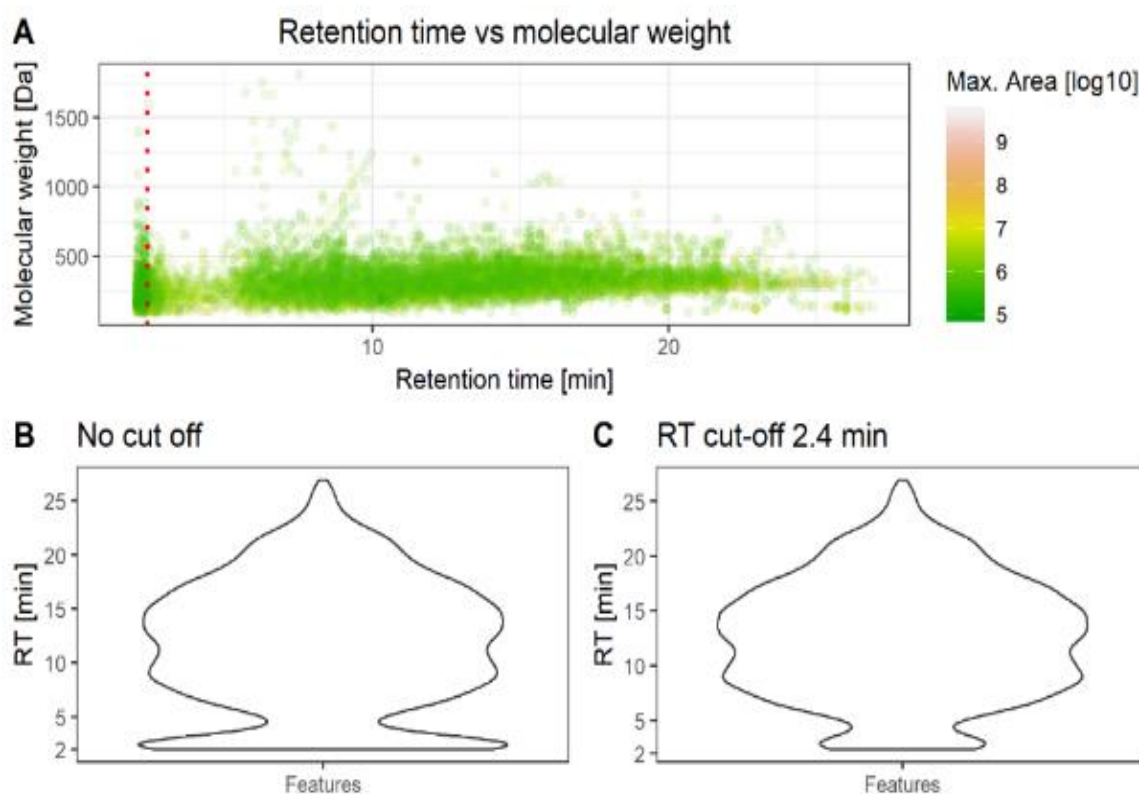 A
Retention time vs molecular weight
Molecular weight [Da]
1500
1000
500
10
20
Retention time [min]
Max. Area [log10]
9
8
7
6
5
B
No cut off
RT [min]
25
20
15
10
5
2
Features
C
RT cut-off 2.4 min
RT [min]
25
20
15
10
5
2
Features